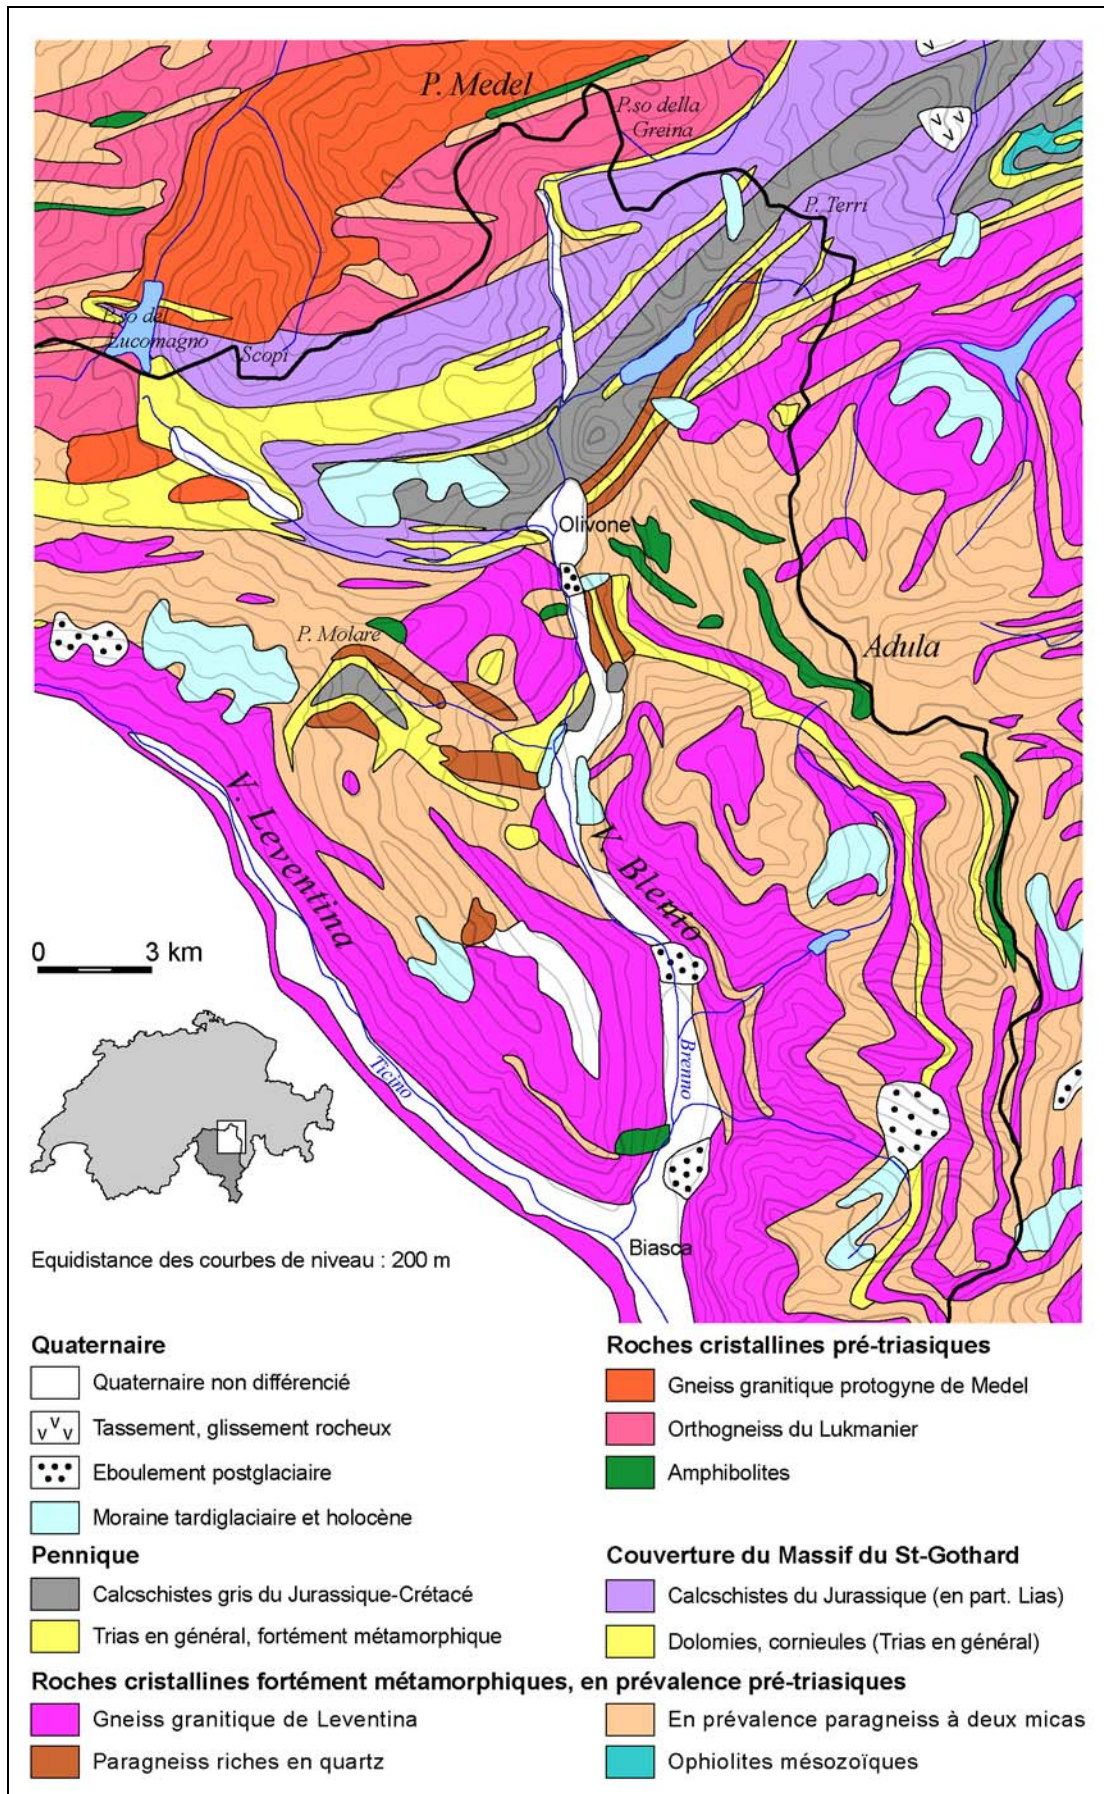 P. Medel
P.so della
Greina
P. Terri
P.so del
Lucomagno
Scopi
Olivone
P. Molare
Adula
V. Leventina
V. Blenio
0 3 km
Ticino
Brenno
Biasca
Equidistance des courbes de niveau : 200 m
Quaternaire
Quaternaire non différencié
Tassement, glissement rocheux
Eboulement postglaciaire
Moraine tardiglaciaire et holocène
Pennique
Calcschistes gris du Jurassique-Crétacé
Trias en général, fortément métamorphique
Roches cristallines pré-triasiques
Gneiss granitique protogyne de Medel
Orthogneiss du Lukmanier
Amphibolites
Couverture du Massif du St-Gothard
Calcschistes du Jurassique (en part. Lias)
Dolomies, cornieules (Trias en général)
Roches cristallines fortément métamorphiques, en prévalence pré-triasiques
Gneiss granitique de Leventina
Paragneiss riches en quartz
En prévalence paragneiss à deux micas
Ophiolites mésozoïques